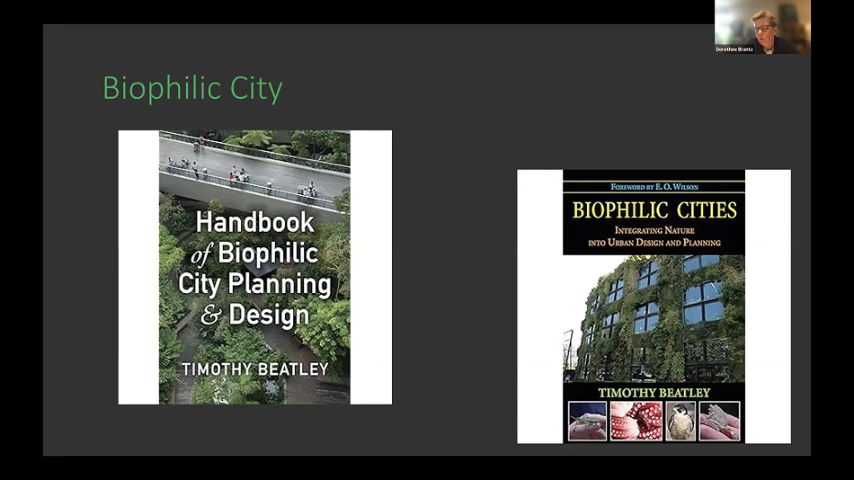 Dorothee Brantz
Biophilic City
Handbook
of Biophilic
City Planning
& Design
TIMOTHY BEATLEY
FOREWORD BY E. O. WILSON
BIOPHILIC CITIES
INTEGRATING NATURE
INTO URBAN DESIGN AND PLANNING
TIMOTHY BEATLEY